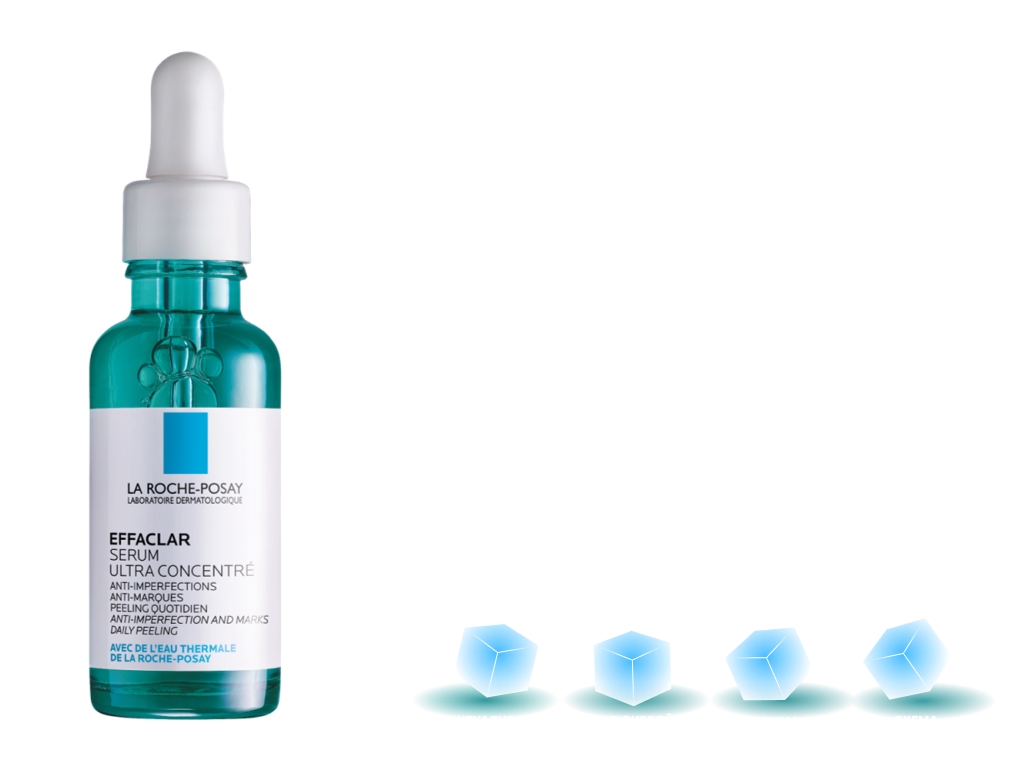 LA ROCHE-POSAY
LABORATOIRE DERMATOLOGIQUE
EFFACLAR
SERUM
ULTRA CONCENTRÉ
ANTI-IMPERFECTIONS
ANTI-MARQUES
PEELING QUOTIDIEN
ANTI-IMPERFECTION AND MARKS
DAILY PEELING
AVEC DE L'EAU THERMALE
DE LA ROCHE-POSAY